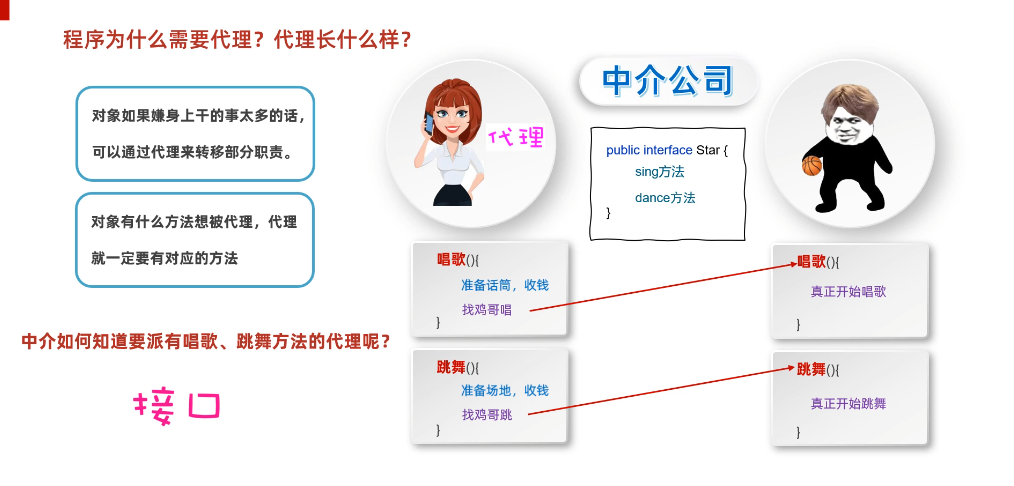 程序为什么需要代理？代理长什么样？
对象如果嫌身上干的事太多的话，
可以通过代理来转移部分职责。
对象有什么方法想被代理，代理
就一定要有对应的方法
中介如何知道要派有唱歌、跳舞方法的代理呢？
接口
代理
中介公司
public interface Star {
sing方法
dance方法
}
唱歌(){
准备话筒，收钱
找鸡哥唱
}
唱歌(){
真正开始唱歌
}
跳舞(){
准备场地，收钱
找鸡哥跳
}
跳舞(){
真正开始跳舞
}